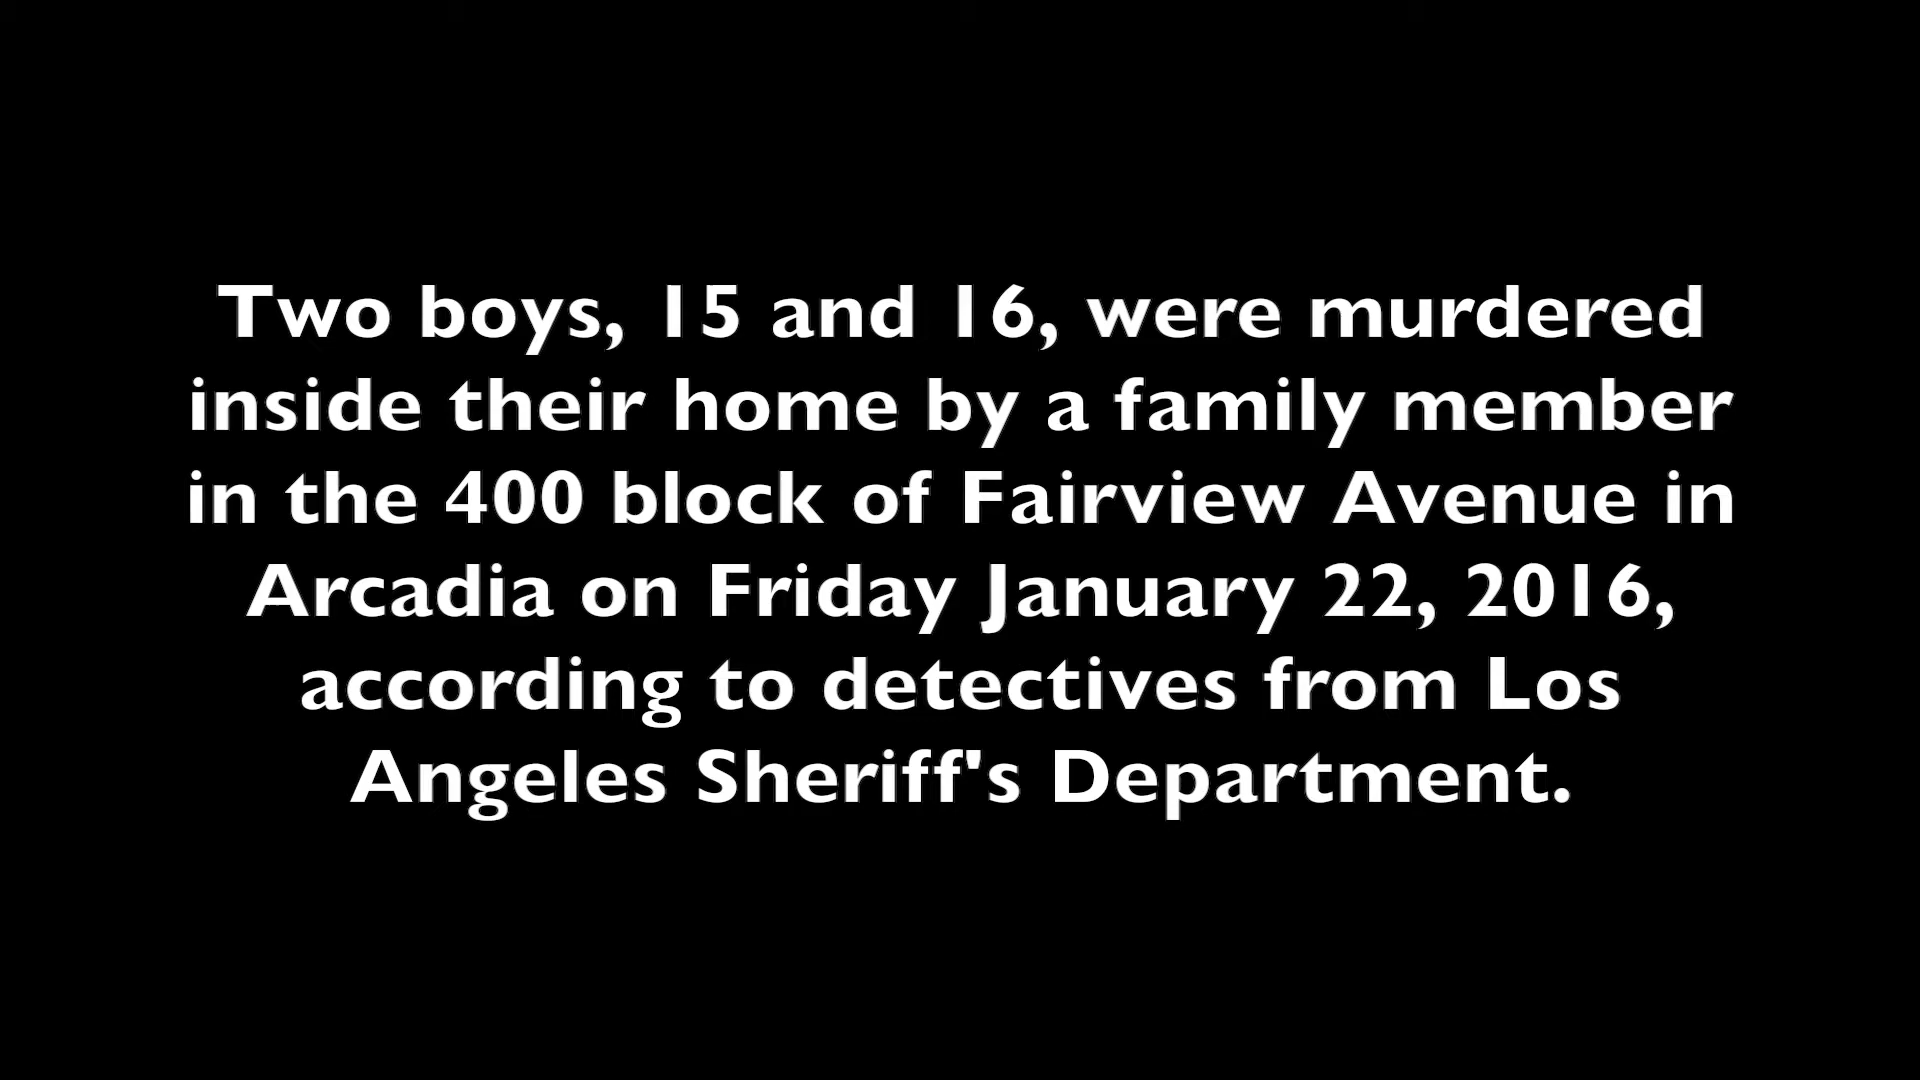 Two boys, 15 and 16, were murdered
inside their home by a family member
in the 400 block of Fairview Avenue in
Arcadia on Friday January 22, 2016,
according to detectives from Los
Angeles Sheriff's Department.